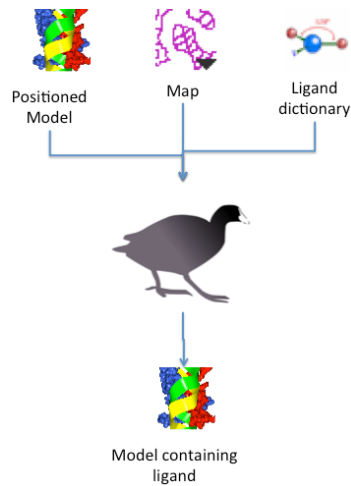 Positioned
Model
Map
Ligand
dictionary
Model containing
ligand